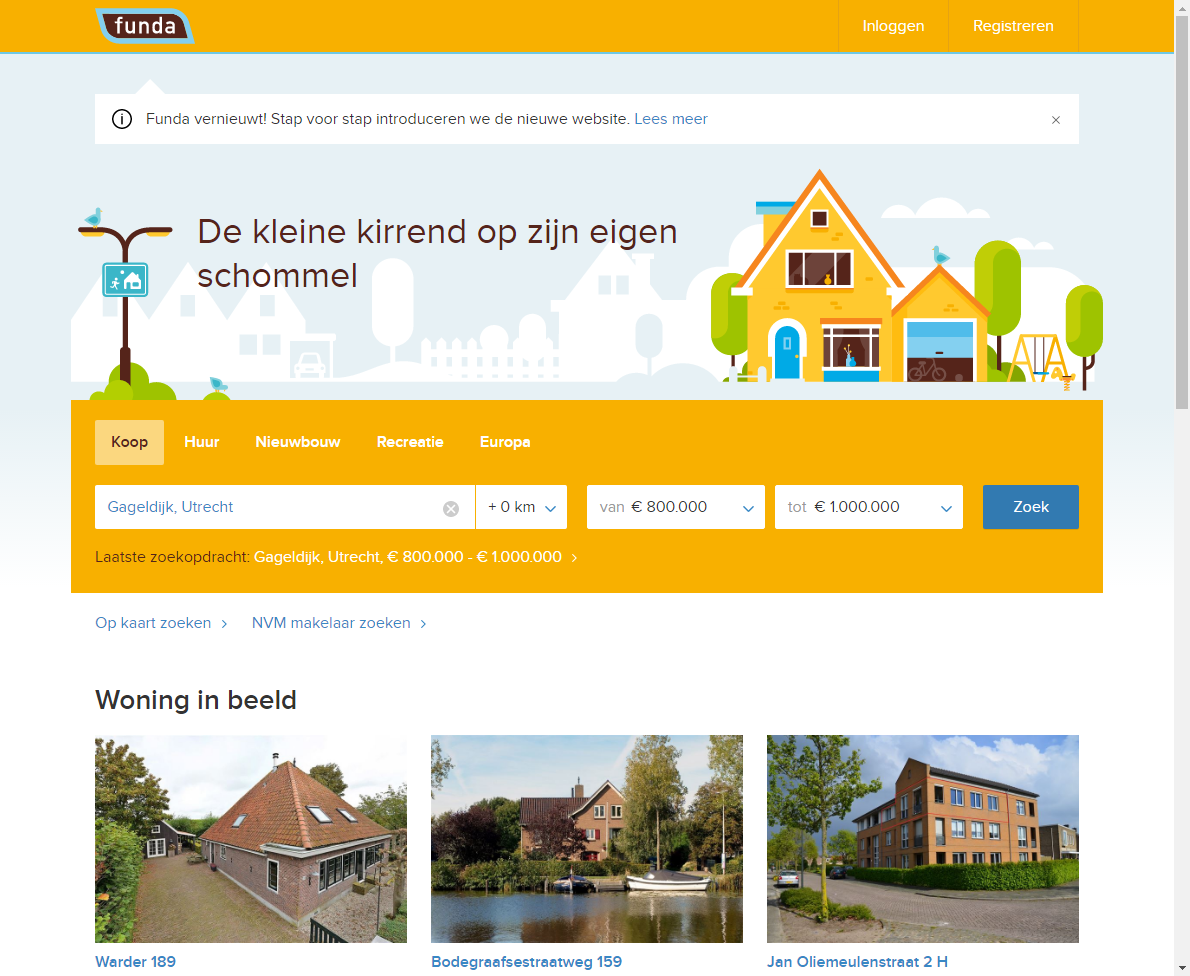 funda
Inloggen
Registreren
Funda vernieuwt! Stap voor stap introduceren we de nieuwe website. Lees meer
De kleine kirrend op zijn eigen
schommel
Koop
Huur
Nieuwbouw
Recreatie
Europa
Gageldijk, Utrecht
+ 0 km
van € 800.000
tot € 1.000.000
Zoek
Laatste zoekopdracht: Gageldijk, Utrecht, € 800.000 - € 1.000.000
Op kaart zoeken
NVM makelaar zoeken
Woning in beeld
Warder 189
Bodegraafsestraatweg 159
Jan Oliemeulenstraat 2 H